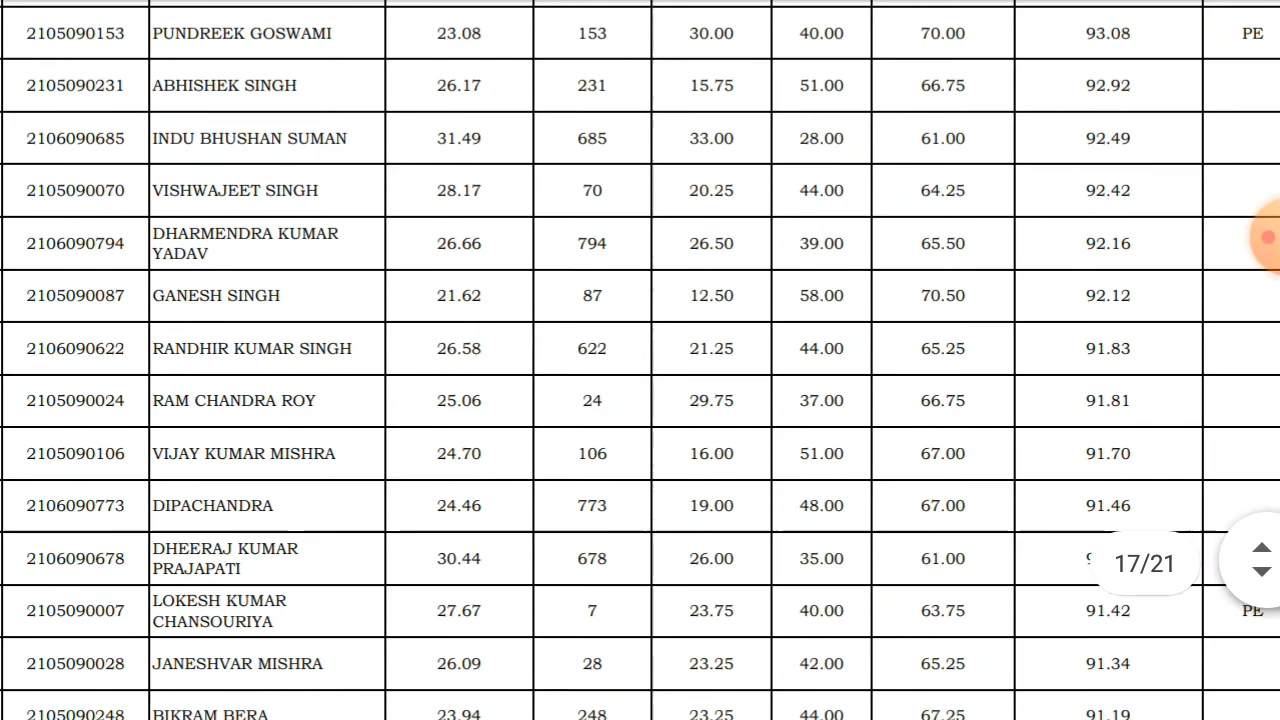 2105090153 PUNDREEK GOSWAMI 23.08 153 30.00 40.00 70.00 93.08 PE
2105090231 ABHISHEK SINGH 26.17 231 15.75 51.00 66.75 92.92
2106090685 INDU BHUSHAN SUMAN 31.49 685 33.00 28.00 61.00 92.49
2105090070 VISHWAJEET SINGH 28.17 70 20.25 44.00 64.25 92.42
2106090794 DHARMENDRA KUMAR YADAV 26.66 794 26.50 39.00 65.50 92.16
2105090087 GANESH SINGH 21.62 87 12.50 58.00 70.50 92.12
2106090622 RANDHIR KUMAR SINGH 26.58 622 21.25 44.00 65.25 91.83
2105090024 RAM CHANDRA ROY 25.06 24 29.75 37.00 66.75 91.81
2105090106 VIJAY KUMAR MISHRA 24.70 106 16.00 51.00 67.00 91.70
2106090773 DIPACHANDRA 24.46 773 19.00 48.00 67.00 91.46
2106090678 DHEERAJ KUMAR PRAJAPATI 30.44 678 26.00 35.00 61.00
17/21
2105090007 LOKESH KUMAR CHANSOURIYA 27.67 7 23.75 40.00 63.75 91.42 PE
2105090028 JANESHVAR MISHRA 26.09 28 23.25 42.00 65.25 91.34
2105090248 BIKRAM BERA 23.94 248 23.25 44.00 67.25 91.19